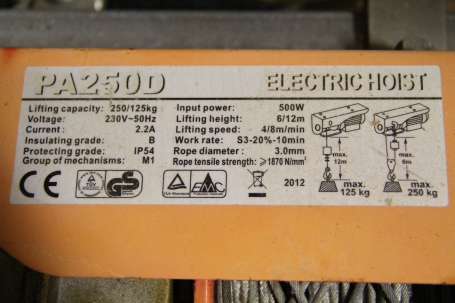 PA250D ELECTRIC HOIST
Lifting capacity: 250/125kg
Voltage: 230V~50Hz
Current: 2.2A
Insulating grade: B
Protecting grade: IP54
Group of mechanisms: M1
Input power: 500W
Lifting height: 6/12m
Lifting speed: 4/8m/min
Work rate: S3-20%-10min
Rope diameter: 3.0mm
Rope tensile strength: ≥1870 N/mm²
max.
12m
max.
6m
max.
125 kg
max.
250 kg
CE
TÜV
GS
EMC
2012